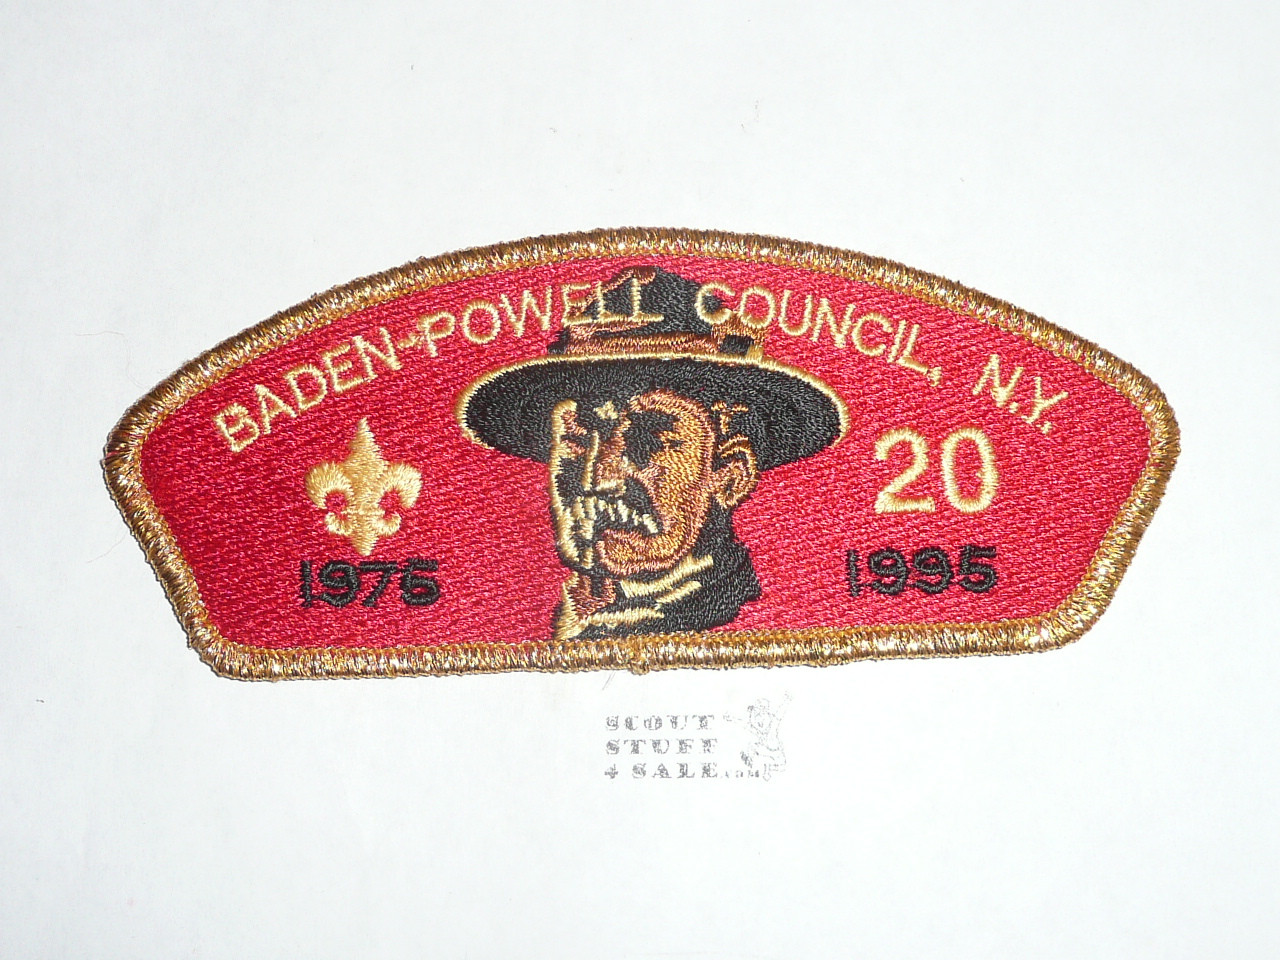 BADEN-POWELL COUNCIL, N.Y.
20
1975
1995
SCOUT
STUFF
4 SALE